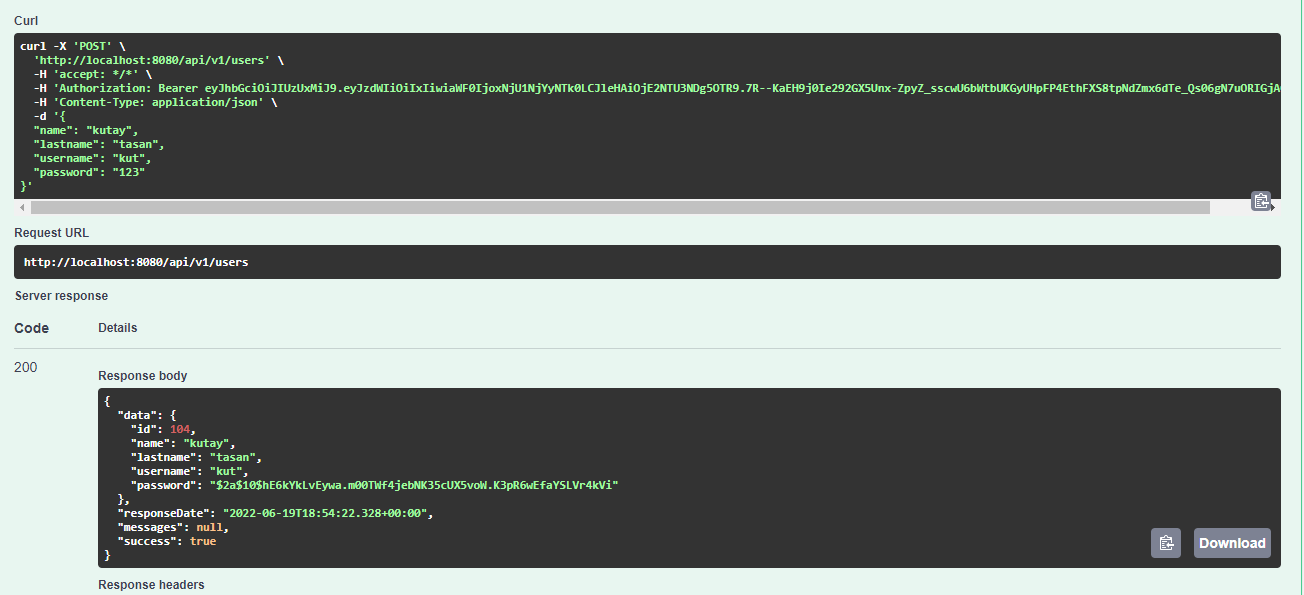 Curl
curl -X 'POST' \
'http://localhost:8080/api/v1/users' \
-H 'accept: */*' \
-H 'Authorization: Bearer eyJhbGciOiJIUzUxMiJ9.eyJzdWIiOiIxIiwiaWF0IjoxNjU1NjYyNTk0LCJleHAiOjE2NTU3NDg5OTR9.7R--KaEH9j0Ie292GX5Unx-ZpyZ_sscwU6bWtbUKGyUHpFP4EthFXS8tpNdZmx6dTe_Qs06gN7uORIGjA
-H 'Content-Type: application/json' \
-d '{
"name": "kutay",
"lastname": "tasan",
"username": "kut",
"password": "123"
}'
Request URL
http://localhost:8080/api/v1/users
Server response
Code Details
200
Response body
{
"data": {
"id": 104,
"name": "kutay",
"lastname": "tasan",
"username": "kut",
"password": "$2a$10$hE6kYkLvEywa.m00TWf4jebNK35cUX5voW.K3pR6wEfaYSLVr4kVi"
},
"responseDate": "2022-06-19T18:54:22.328+00:00",
"messages": null,
"success": true
}
Download
Response headers